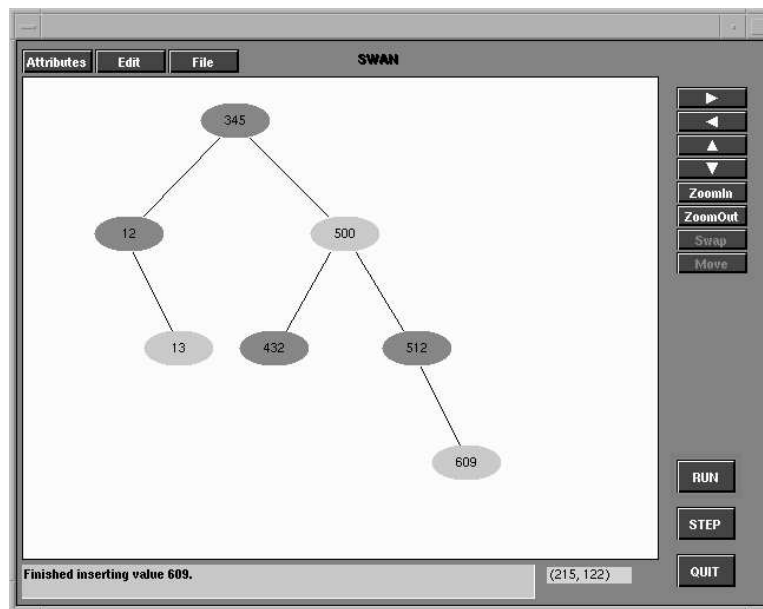 SWAN
Attributes Edit File
345
12 500
13 432 512
609
ZoomIn
ZoomOut
Swap
Move
RUN
STEP
QUIT
Finished inserting value 609.
(215, 122)